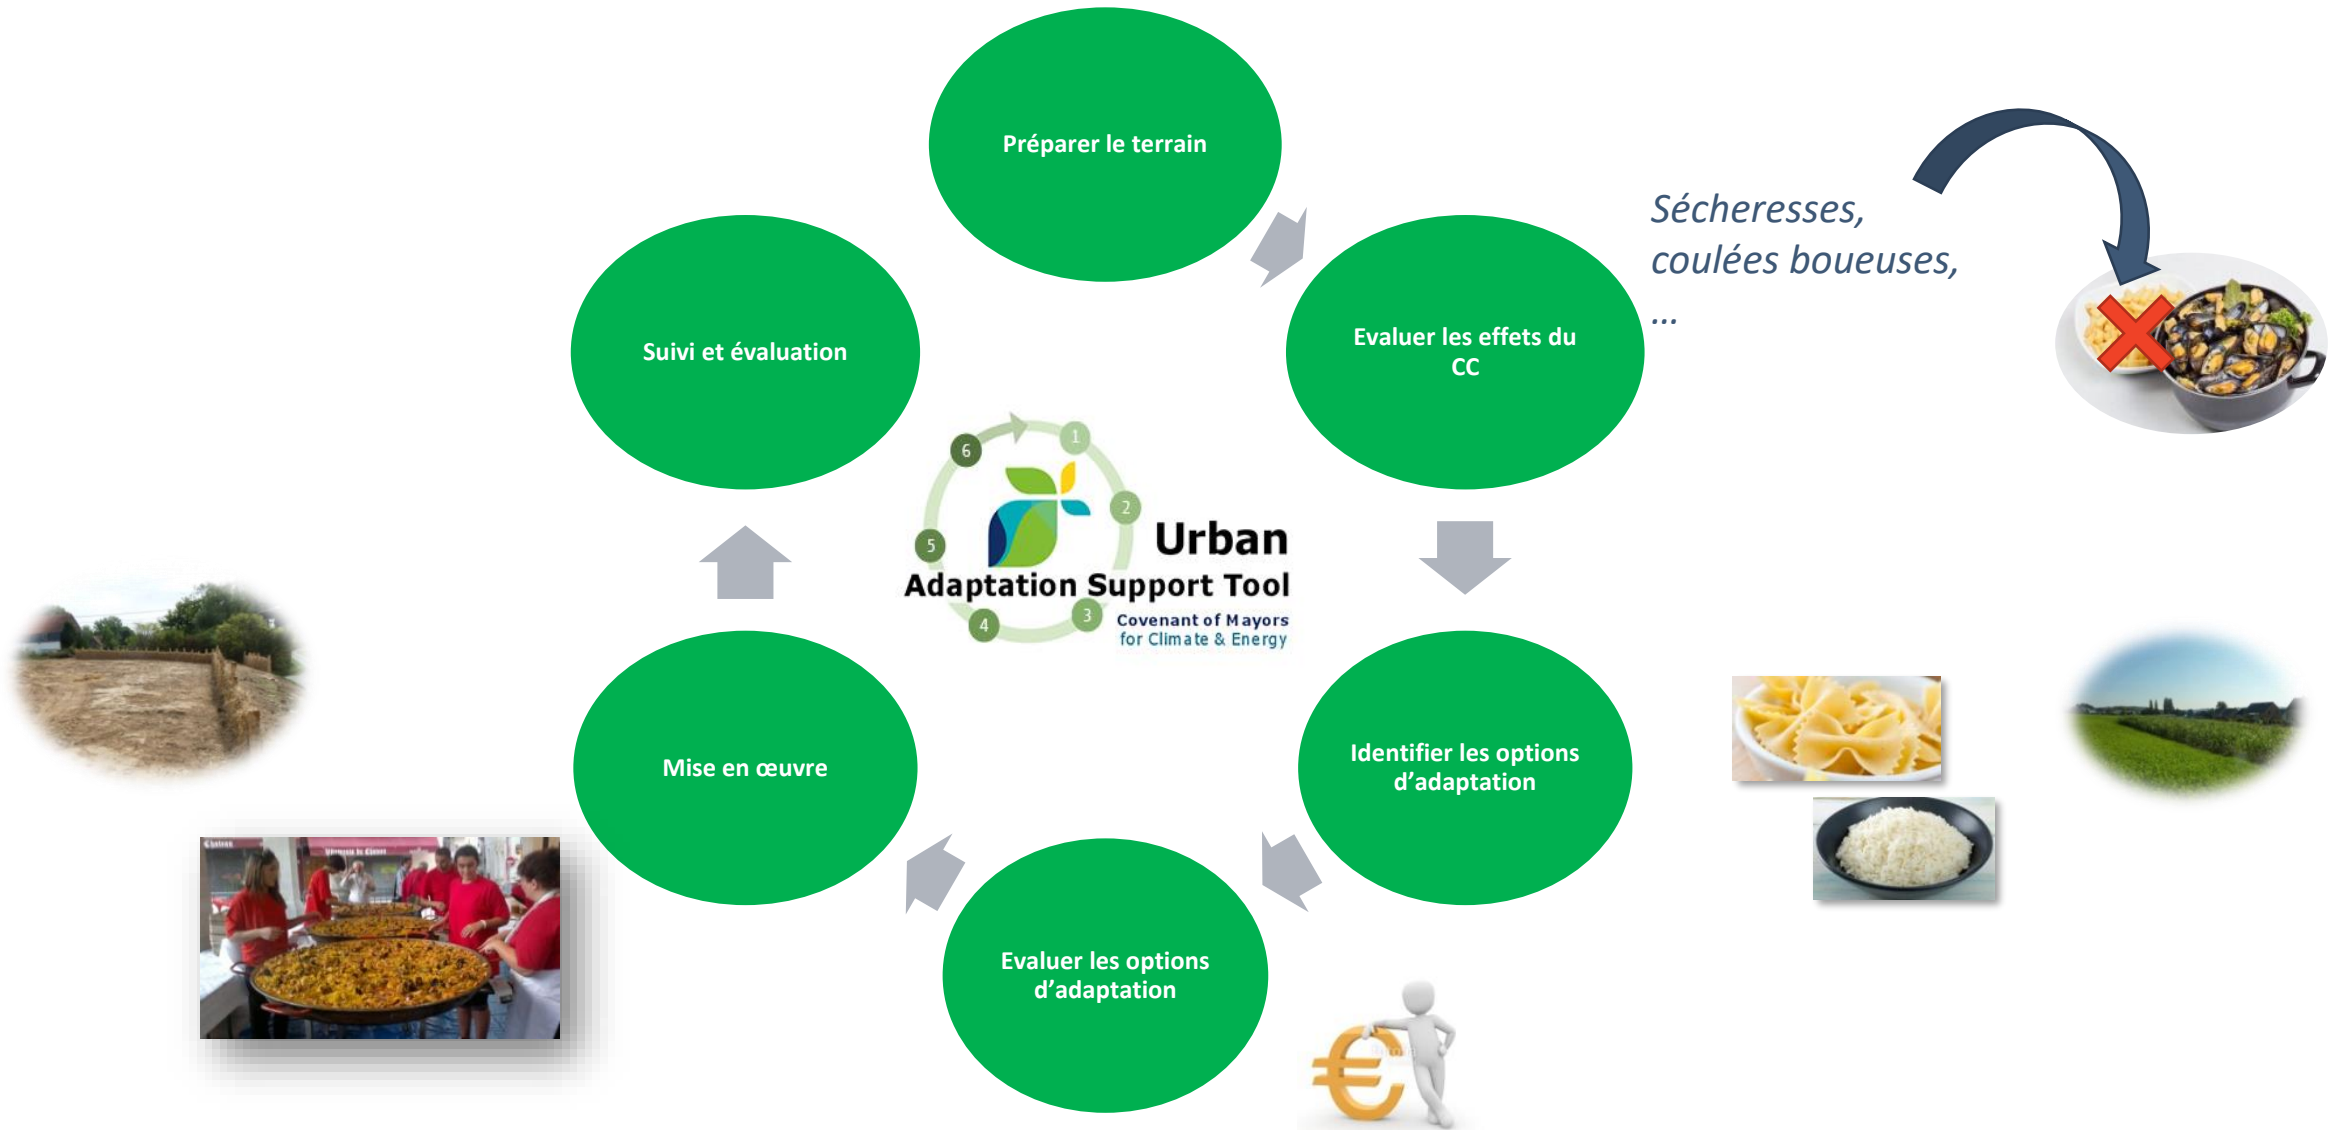 Préparer le terrain
Sécheresses,
coulées boueuses,
...
Evaluer les effets du
CC
Suivi et évaluation
1
2
3
4
5
6
Urban
Adaptation Support Tool
Covenant of Mayors
for Climate & Energy
Identifier les options
d’adaptation
Mise en œuvre
Evaluer les options
d’adaptation